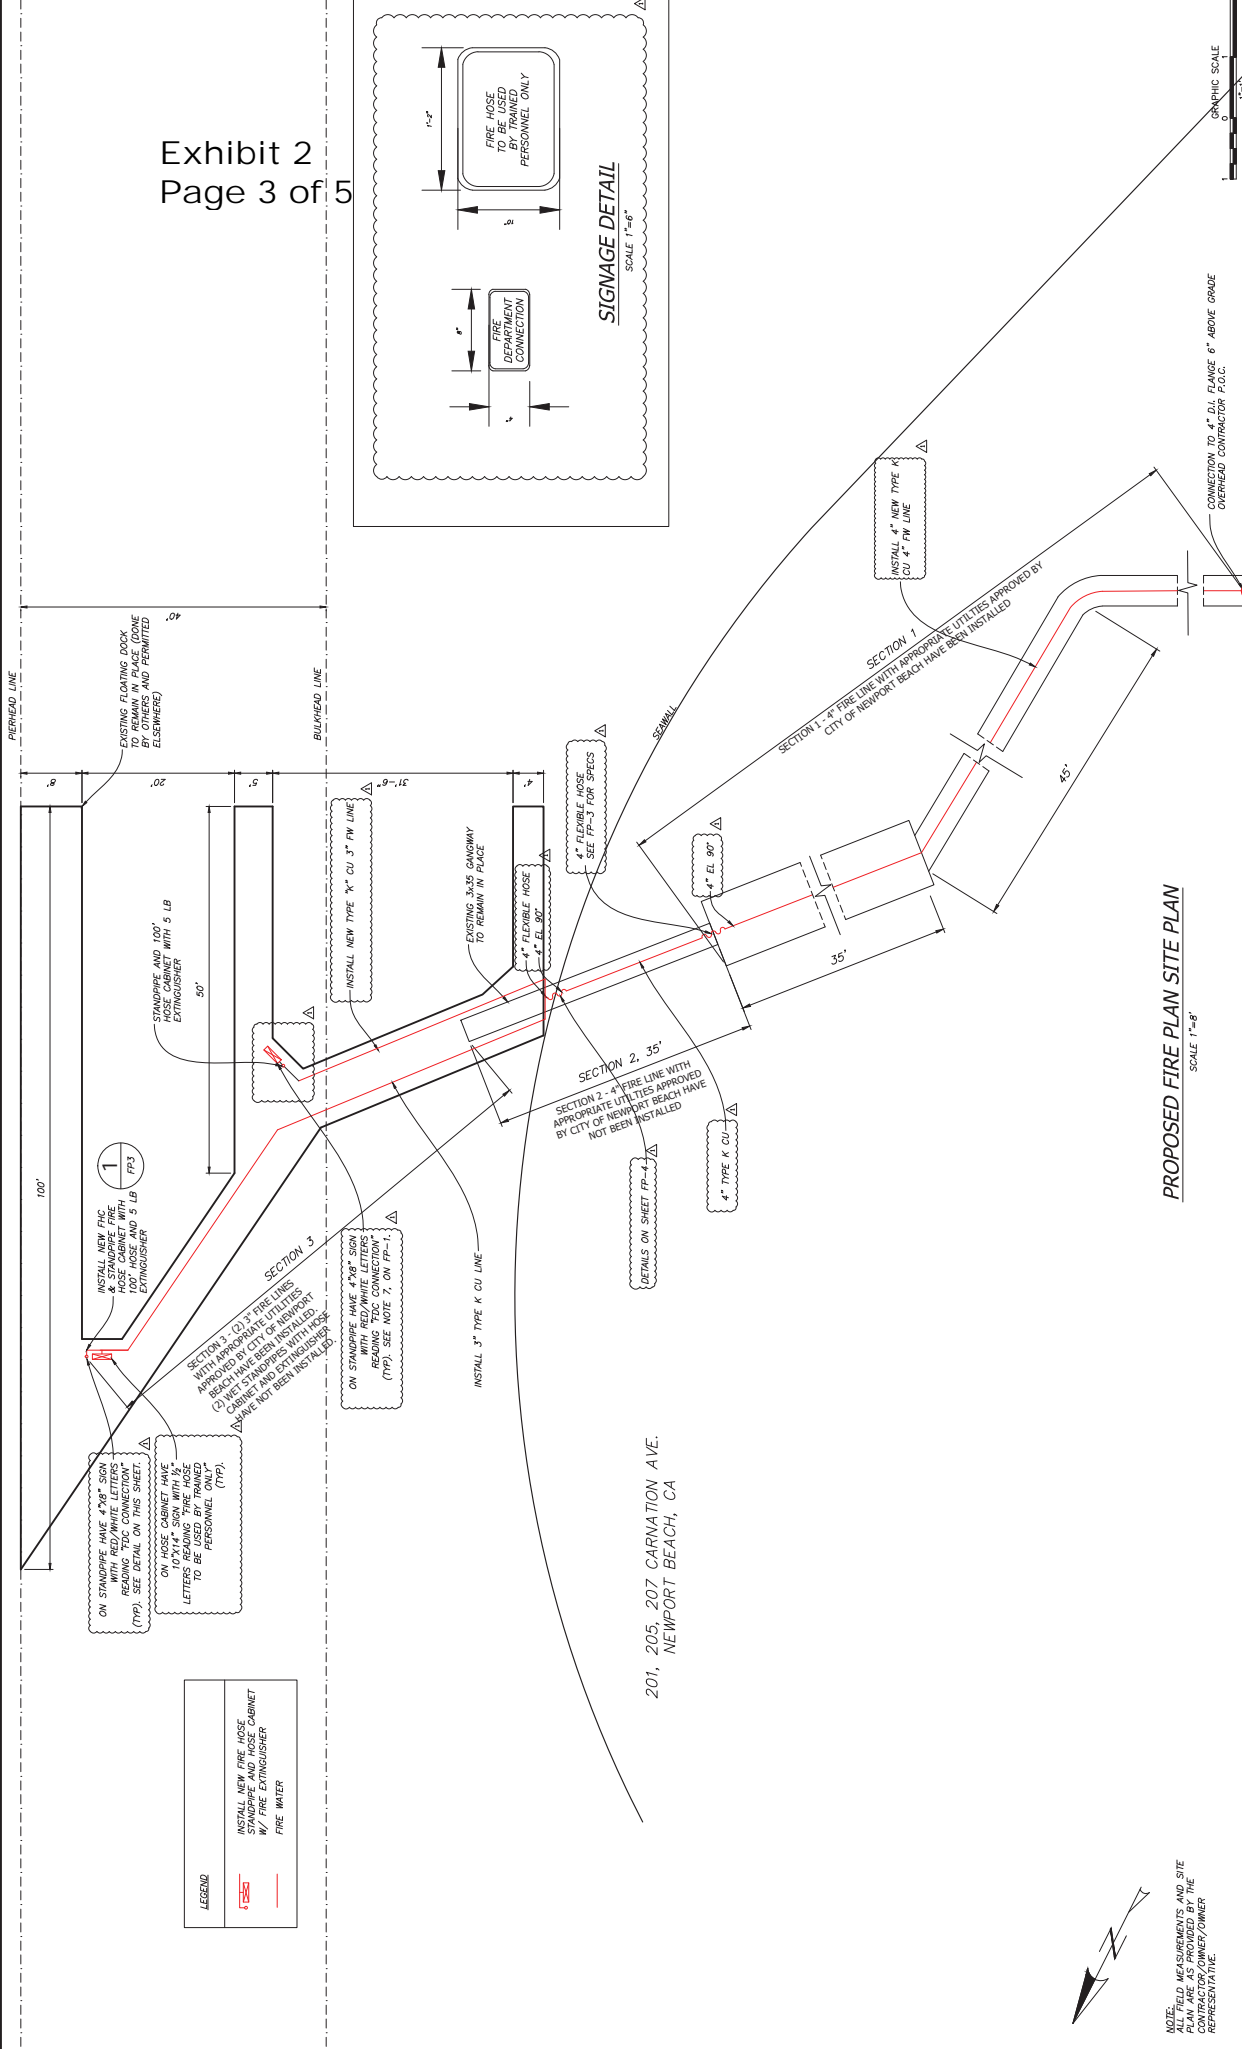 Exhibit 2
Page 3 of 5
PIERHEAD LINE
BULKHEAD LINE
40'
EXISTING FLOATING DOCK
TO REMAIN IN PLACE (DONE
BY OTHERS AND PERMITTED
ELSEWHERE)
8'
20'
5'
31'-6"
4'
100'
50'
STANDPIPE AND 100'
HOSE CABINET WITH 5 LB
EXTINGUISHER
1
FP3
INSTALL NEW FHC
& STANDPIPE FIRE
HOSE CABINET WITH
100' HOSE AND 5 LB
EXTINGUISHER
INSTALL NEW TYPE "K" CU 3" FW LINE
EXISTING 3x35 GANGWAY
TO REMAIN IN PLACE
4" FLEXIBLE HOSE
4" EL 90°
4" FLEXIBLE HOSE
SEE FP-3 FOR SPECS
SEAWALL
4" EL 90°
SECTION 1
SECTION 1 - 4" FIRE LINE WITH APPROPRIATE UTILTIES APPROVED BY
CITY OF NEWPORT BEACH HAVE BEEN INSTALLED
INSTALL 4" NEW TYPE K
CU 4" FW LINE
CONNECTION TO 4" D.I. FLANGE 6" ABOVE GRADE
OVERHEAD CONTRACTOR P.O.C.
45'
35'
SECTION 2, 35'
SECTION 2 - 4" FIRE LINE WITH
APPROPRIATE UTILTIES APPROVED
BY CITY OF NEWPORT BEACH HAVE
NOT BEEN INSTALLED
4" TYPE K CU
DETAILS ON SHEET FP-4
SECTION 3
SECTION 3 - (2) 3" FIRE LINES
WITH APPROPRIATE UTILITIES
APPROVED BY CITY OF NEWPORT
BEACH HAVE BEEN INSTALLED.
(2) WET STANDPIPES WITH HOSE
CABINET AND EXTINGUISHER
HAVE NOT BEEN INSTALLED.
ON STANDPIPE HAVE 4"X8" SIGN
WITH RED/WHITE LETTERS
READING "FDC CONNECTION"
(TYP). SEE NOTE 7, ON FP-1.
INSTALL 3" TYPE K CU LINE
ON STANDPIPE HAVE 4"X8" SIGN
WITH RED/WHITE LETTERS
READING "FDC CONNECTION"
(TYP). SEE DETAIL ON THIS SHEET.
ON HOSE CABINET HAVE
10"X14" SIGN WITH ½"
LETTERS READING "FIRE HOSE
TO BE USED BY TRAINED
PERSONNEL ONLY"
(TYP).
201, 205, 207 CARNATION AVE.
NEWPORT BEACH, CA
LEGEND
INSTALL NEW FIRE HOSE
STANDPIPE AND HOSE CABINET
W/ FIRE EXTINGUISHER
FIRE WATER
FIRE
DEPARTMENT
CONNECTION
8"
4"
FIRE HOSE
TO BE USED
BY TRAINED
PERSONNEL ONLY
1'-2"
10"
SIGNAGE DETAIL
SCALE 1"=6"
GRAPHIC SCALE
1
0
1
PROPOSED FIRE PLAN SITE PLAN
SCALE 1"=8'
NOTE:
ALL FIELD MEASUREMENTS AND SITE
PLAN ARE AS PROVIDED BY THE
CONTRACTOR/OWNER/OWNER
REPRESENTATIVE.